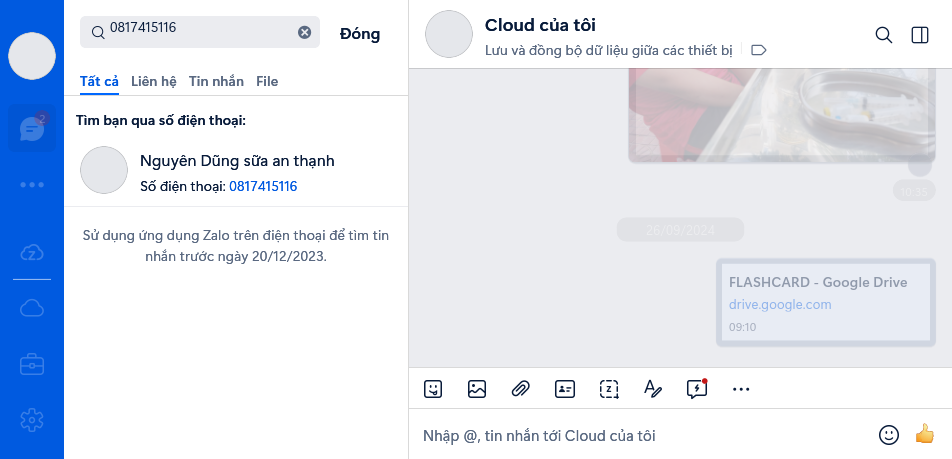 0817415116
Đóng
Tất cả Liên hệ Tin nhắn File
Tìm bạn qua số điện thoại:
Nguyên Dũng sữa an thạnh
Số điện thoại: 0817415116
Sử dụng ứng dụng Zalo trên điện thoại để tìm tin
nhắn trước ngày 20/12/2023.
2
Cloud của tôi
Lưu và đồng bộ dữ liệu giữa các thiết bị
10:35
26/09/2024
FLASHCARD - Google Drive
drive.google.com
09:10
Nhập @, tin nhắn tới Cloud của tôi